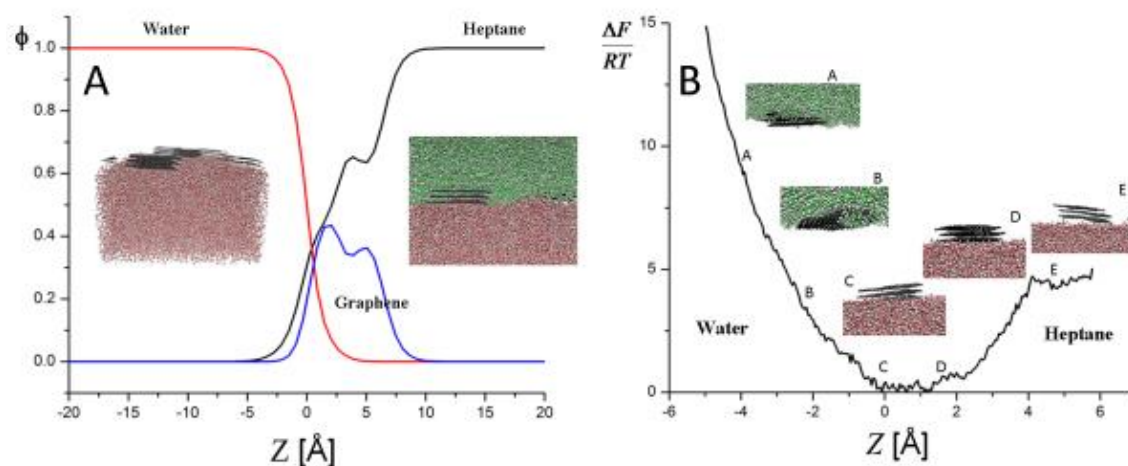 Water
Heptane
ϕ
A
1.0
0.8
0.6
0.4
0.2
0.0
Graphene
-20 -15 -10 -5 0 5 10 15 20
Z [Å]
15
ΔF
RT
B
A
10
A
B
5
B
C
D
E
E
Water
Heptane
C
D
0
-6 -4 -2 0 2 4 6
Z [Å]